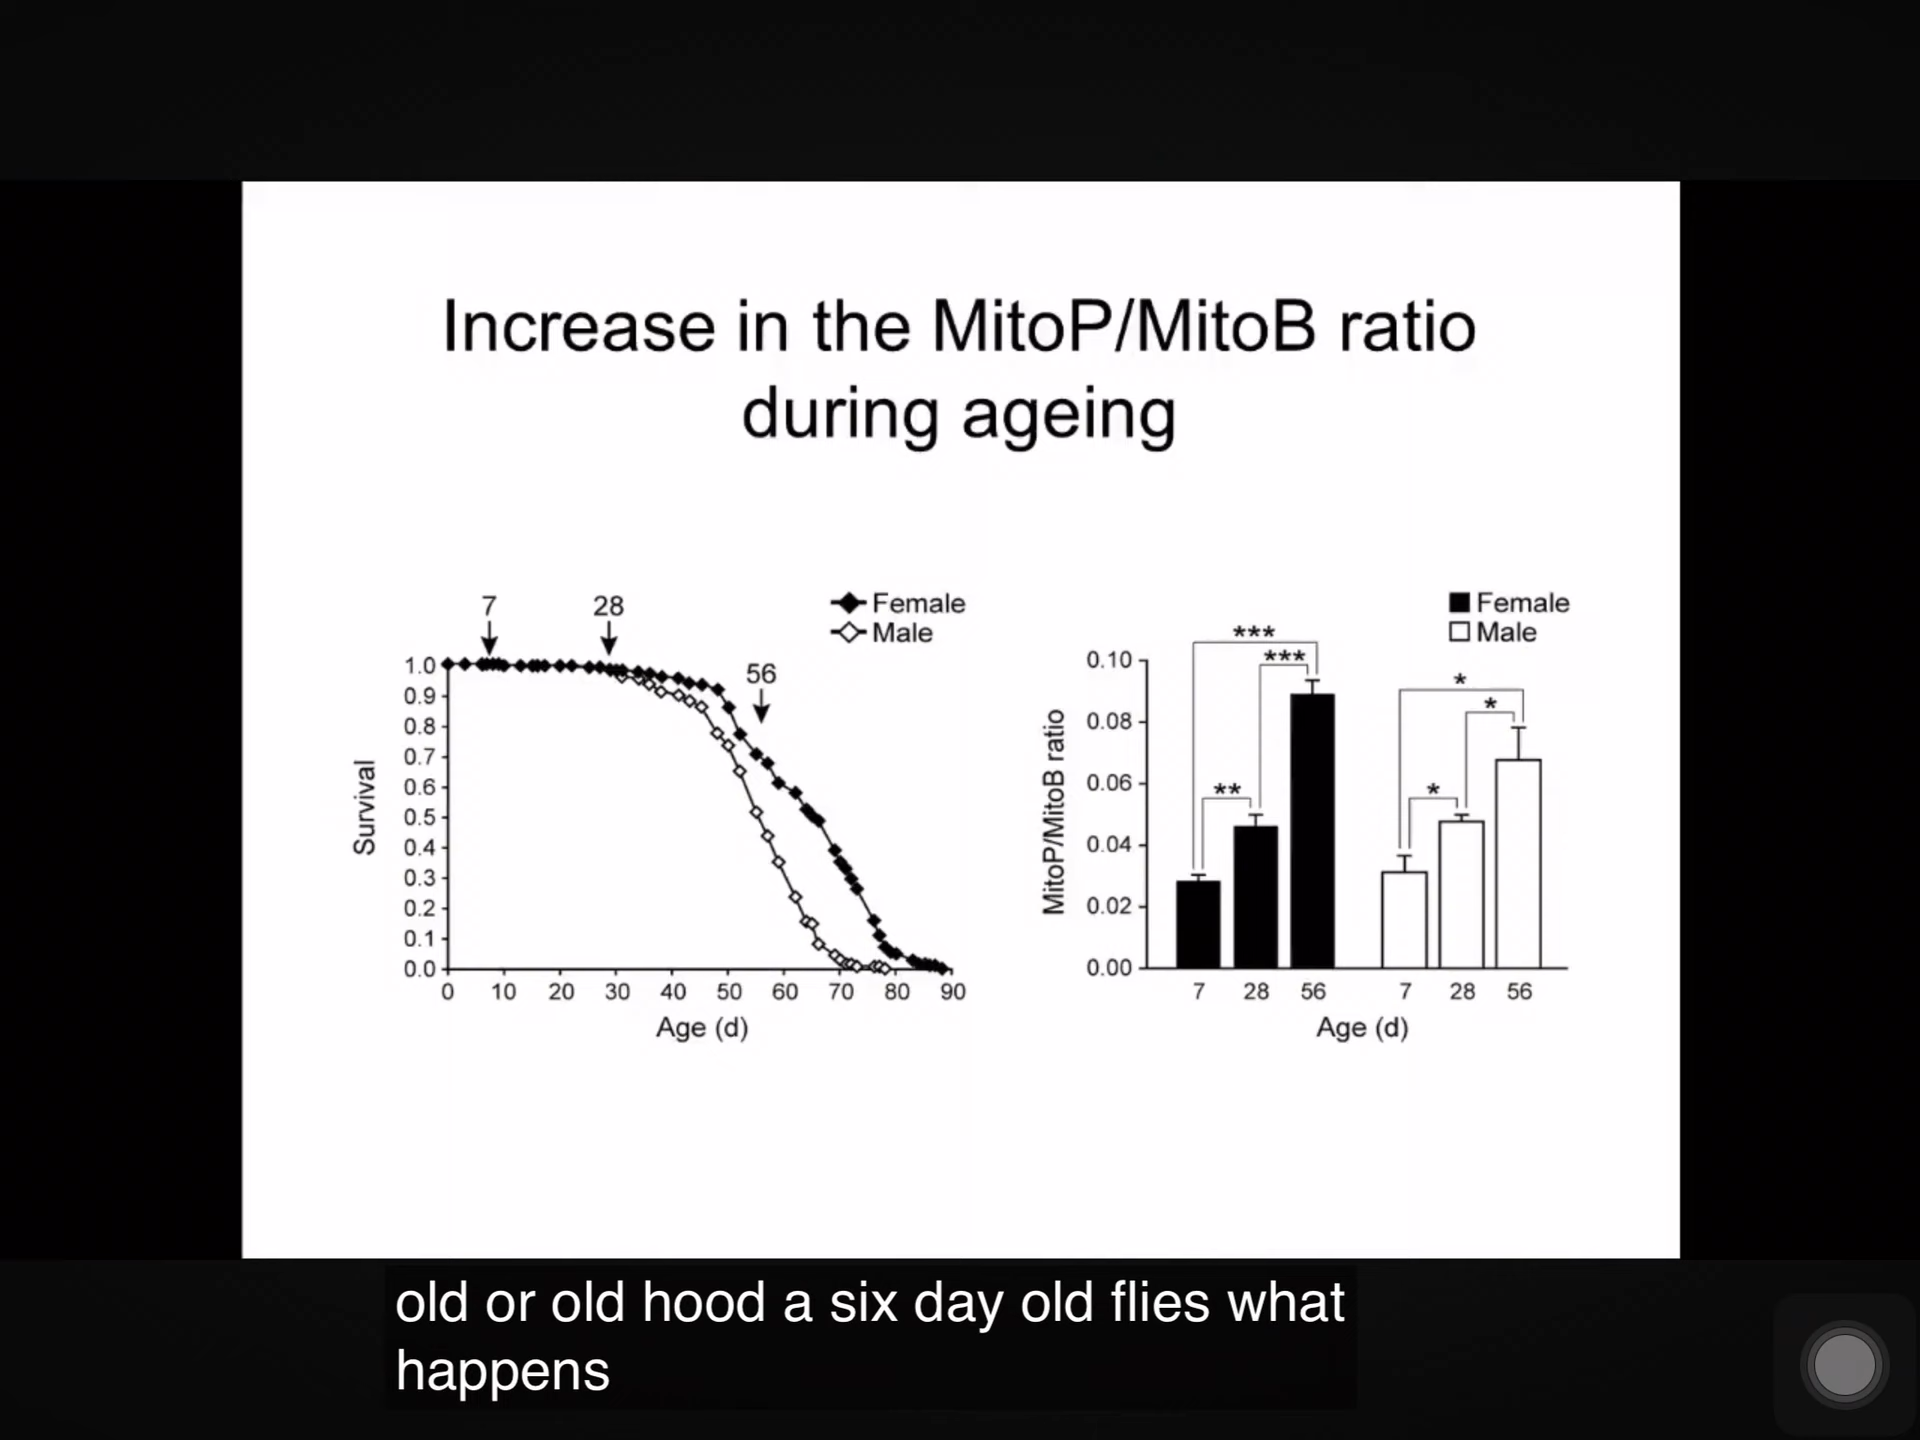 Increase in the MitoP/MitoB ratio
during ageing
7
28
56
Female
Male
1.0
0.9
0.8
0.7
0.6
0.5
0.4
0.3
0.2
0.1
0.0
Survival
0 10 20 30 40 50 60 70 80 90
Age (d)
Female
Male
***
***
**
*
*
*
0.10
0.08
0.06
0.04
0.02
0.00
MitoP/MitoB ratio
7 28 56 7 28 56
Age (d)
old or old hood a six day old flies what
happens